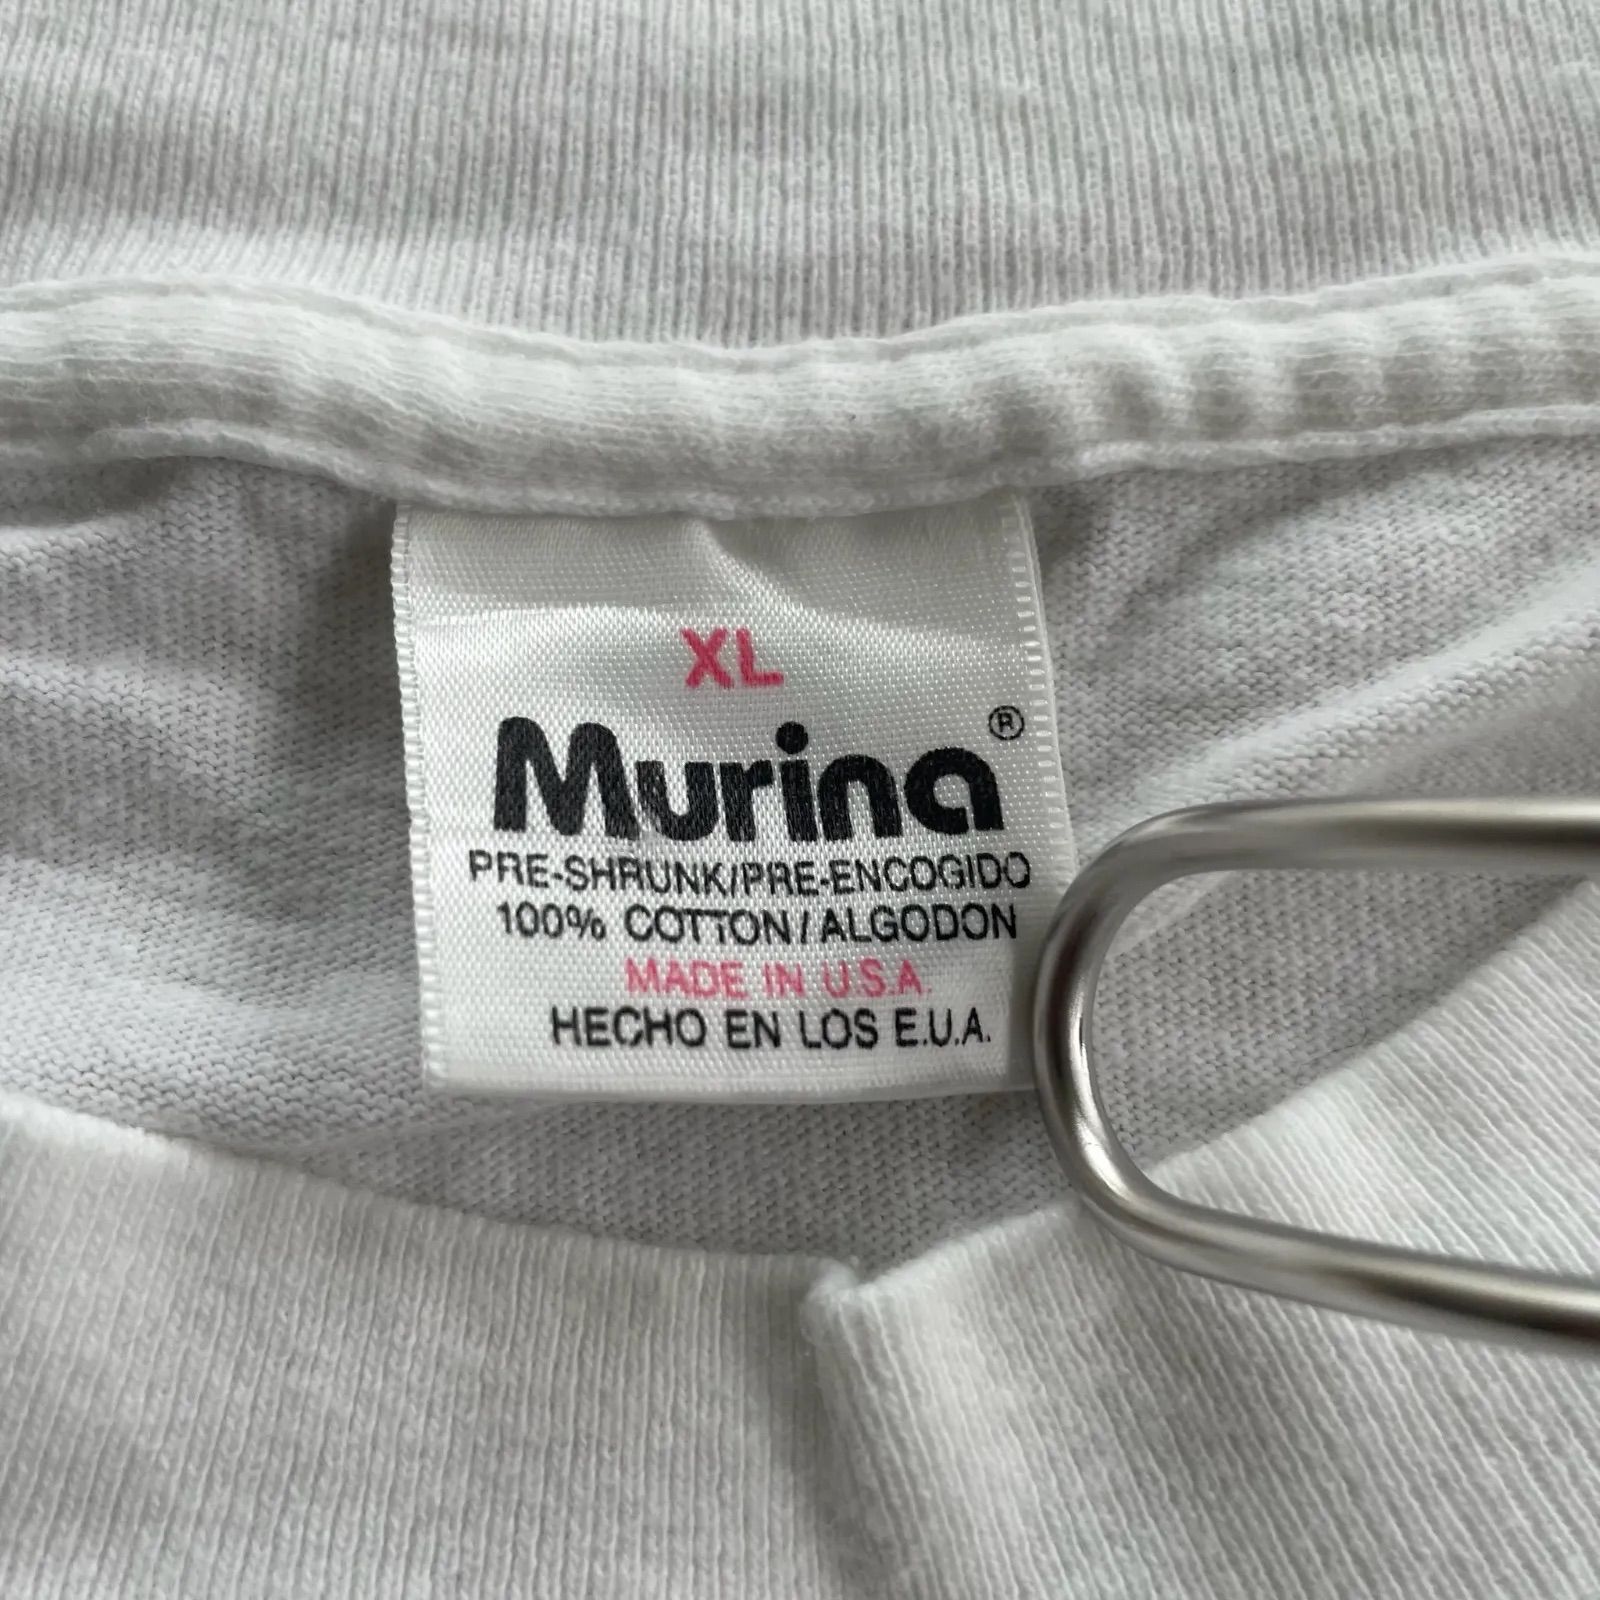 XL
Murina®
PRE-SHRUNK/PRE-ENCOGIDO
100% COTTON/ALGODON
MADE IN U.S.A.
HECHO EN LOS E.U.A.